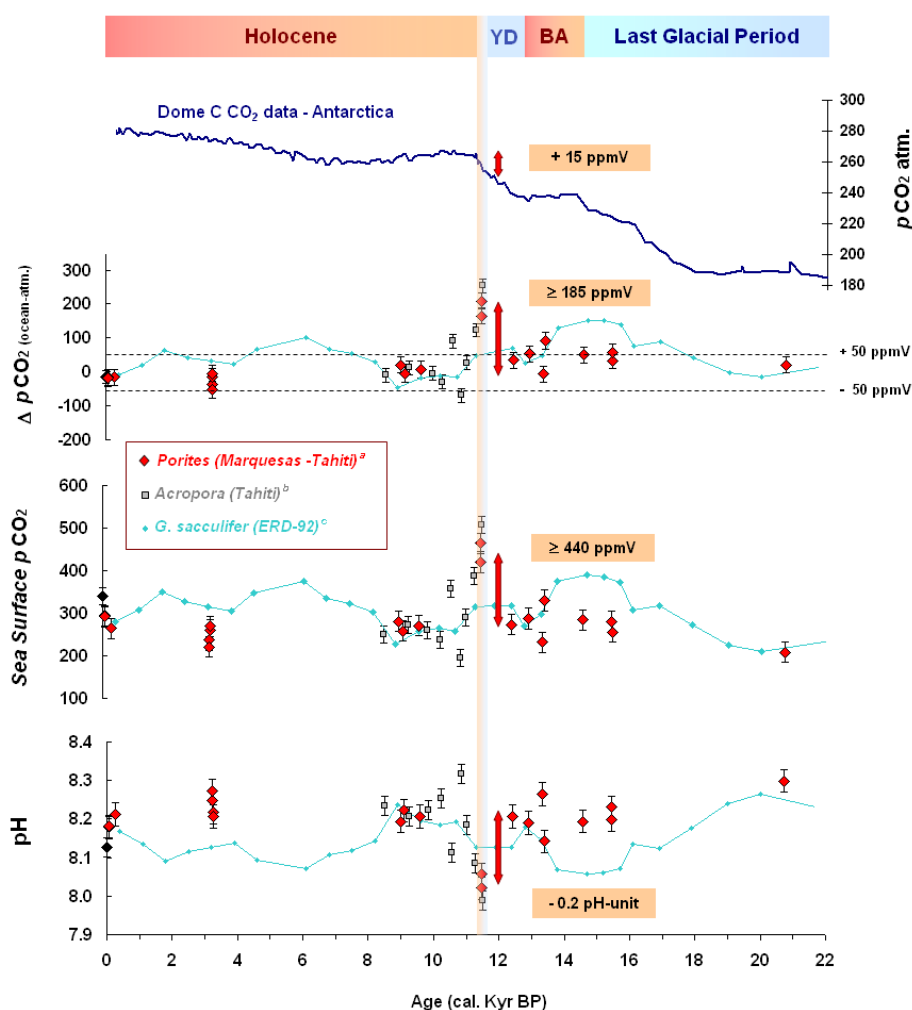 Holocene YD BA Last Glacial Period
Dome C CO₂ data - Antarctica
300
280
260
240
220
200
180
p CO₂ atm.
+ 15 ppmV
300
200
100
0
-100
-200
Δ p CO₂ (ocean-atm.)
≥ 185 ppmV
+ 50 ppmV
- 50 ppmV
Porites (Marquesas -Tahiti)ᵃ
Acropora (Tahiti)ᵇ
G. sacculifer (ERD-92)ᶜ
600
500
400
300
200
100
Sea Surface p CO₂
≥ 440 ppmV
8.4
8.3
8.2
8.1
8.0
7.9
pH
- 0.2 pH-unit
0 2 4 6 8 10 12 14 16 18 20 22
Age (cal. Kyr BP)